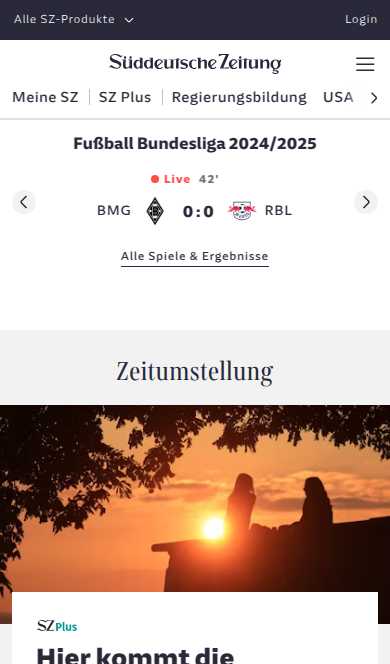 Alle SZ-Produkte
Login
Süddeutsche Zeitung
Meine SZ
SZ Plus
Regierungsbildung
USA
Fußball Bundesliga 2024/2025
Live 42'
BMG 0:0 RBL
Alle Spiele & Ergebnisse
Zeitumstellung
SZ Plus
Hier kommt die